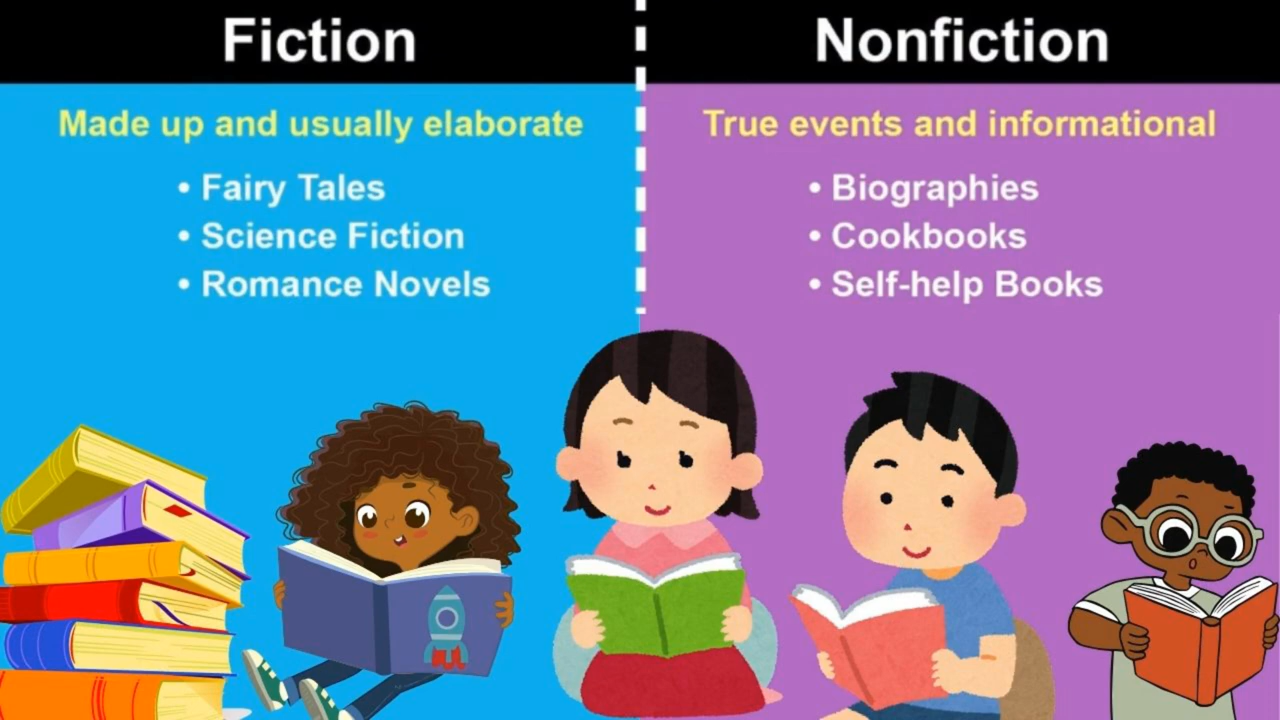 Fiction
Made up and usually elaborate
• Fairy Tales
• Science Fiction
• Romance Novels
Nonfiction
True events and informational
• Biographies
• Cookbooks
• Self-help Books